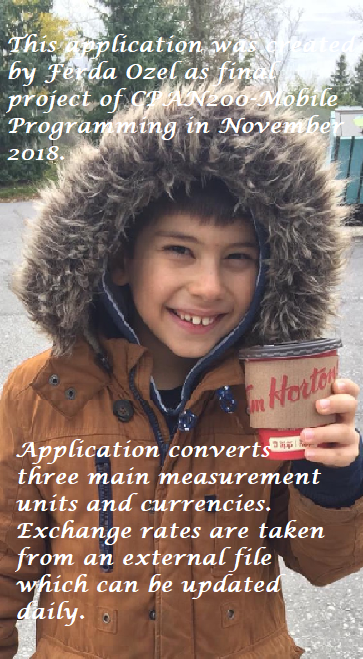 This application was created
by Ferda Ozel as final
project of CPAN200-Mobile
Programming in November
2018.
Tim Hortons
Application converts
three main measurement
units and currencies.
Exchange rates are taken
from an external file
which can be updated
daily.